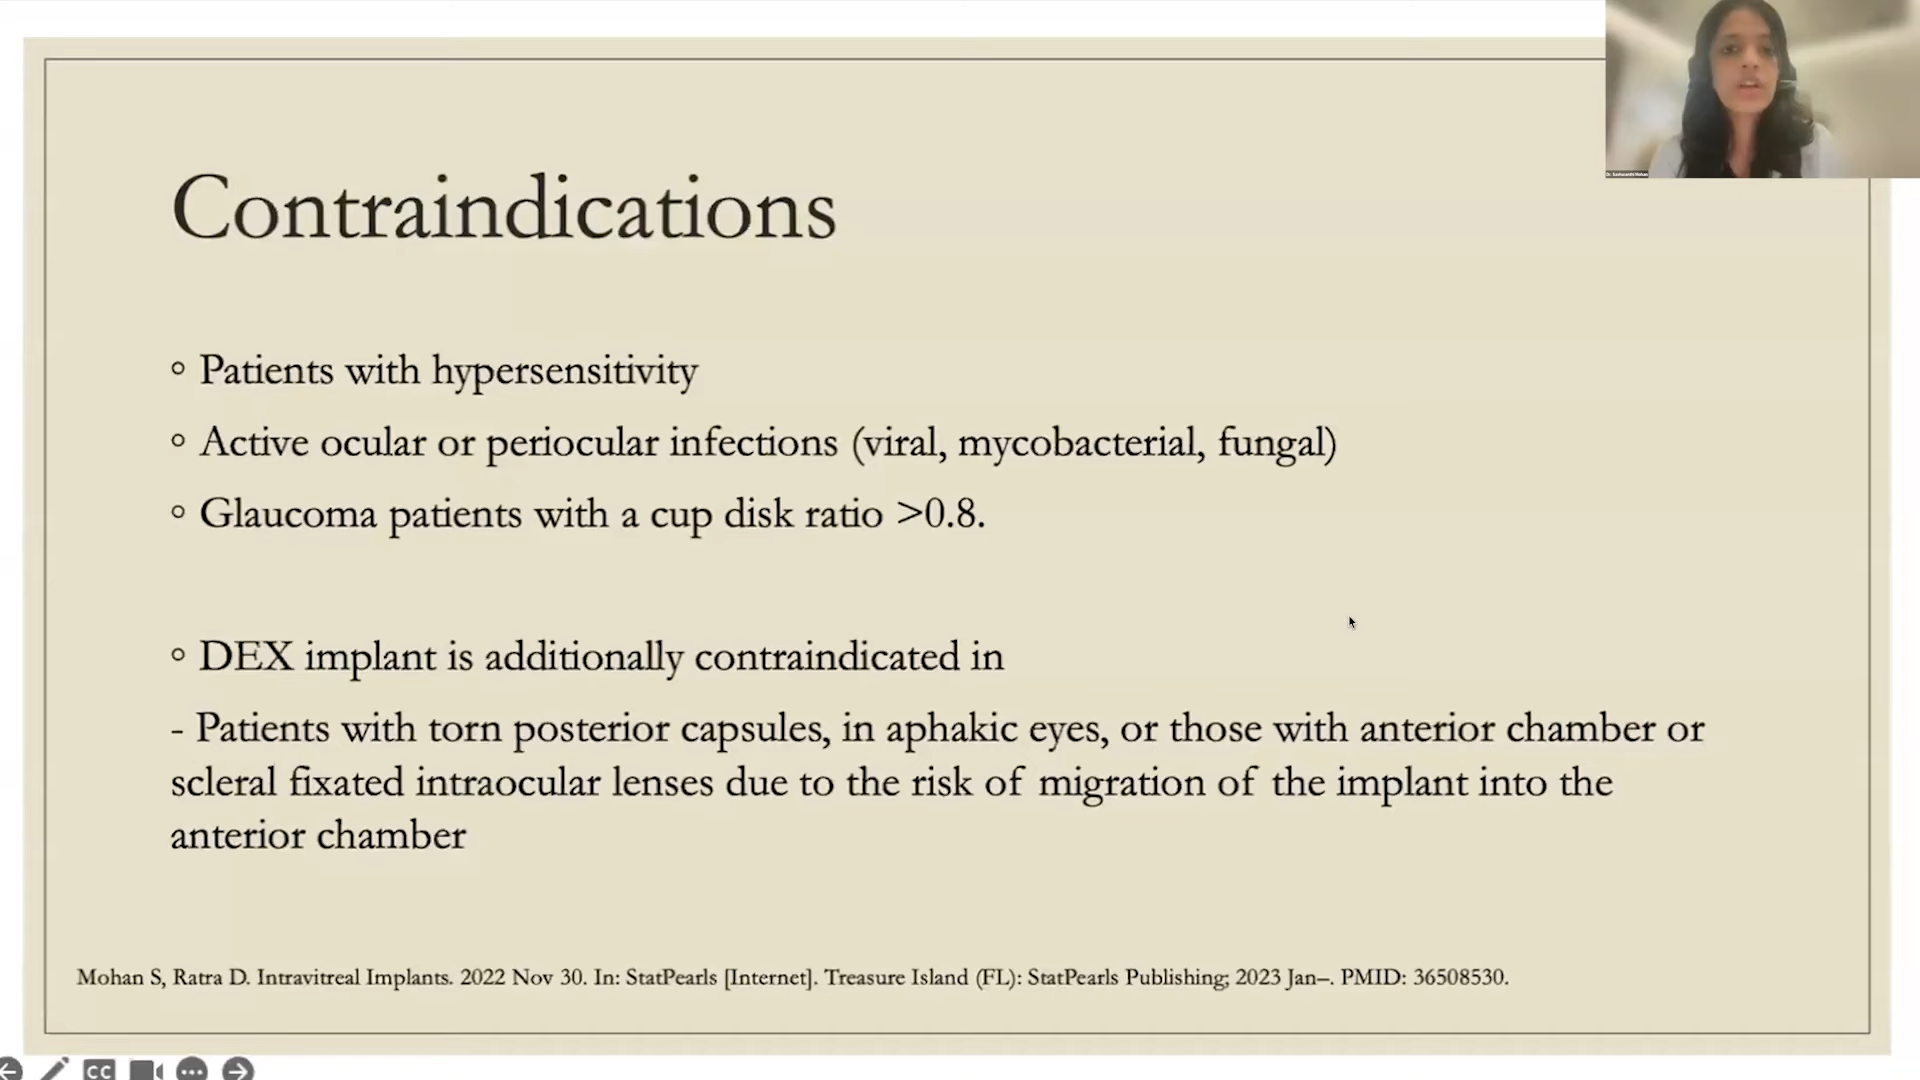 Contraindications
◦ Patients with hypersensitivity
◦ Active ocular or periocular infections (viral, mycobacterial, fungal)
◦ Glaucoma patients with a cup disk ratio >0.8.
◦ DEX implant is additionally contraindicated in
- Patients with torn posterior capsules, in aphakic eyes, or those with anterior chamber or
scleral fixated intraocular lenses due to the risk of migration of the implant into the
anterior chamber
Mohan S, Ratra D. Intravitreal Implants. 2022 Nov 30. In: StatPearls [Internet]. Treasure Island (FL): StatPearls Publishing; 2023 Jan–. PMID: 36508530.
CC